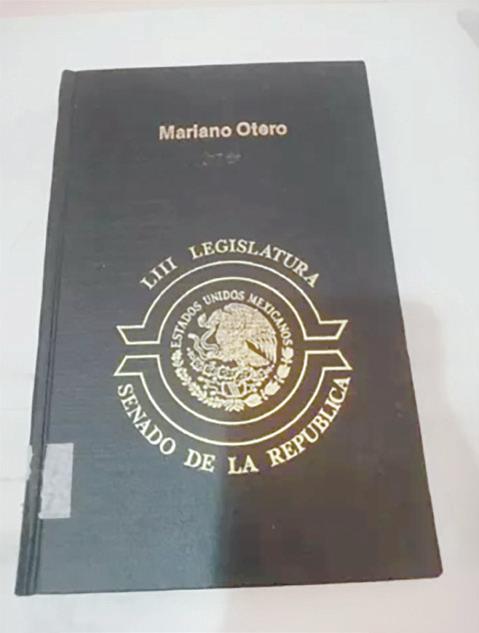 Mariano Otero
LIII LEGISLATURA
ESTADOS UNIDOS MEXICANOS
SENADO DE LA REPUBLICA